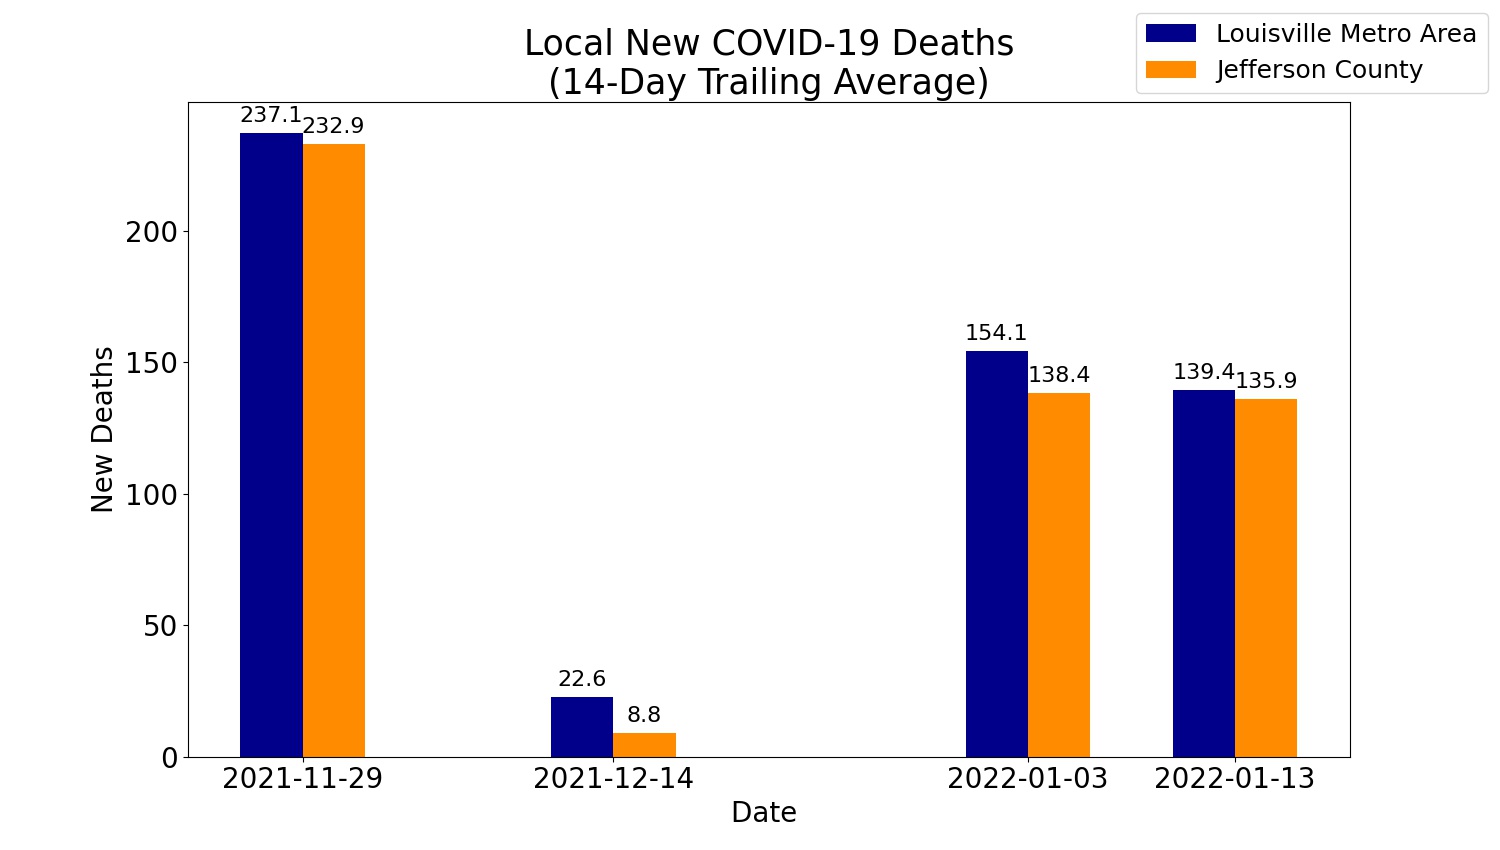 Local New COVID-19 Deaths
(14-Day Trailing Average)
Louisville Metro Area
Jefferson County
237.1
232.9
22.6
8.8
154.1
138.4
139.4
135.9
New Deaths
200
150
100
50
0
2021-11-29
2021-12-14
2022-01-03
2022-01-13
Date